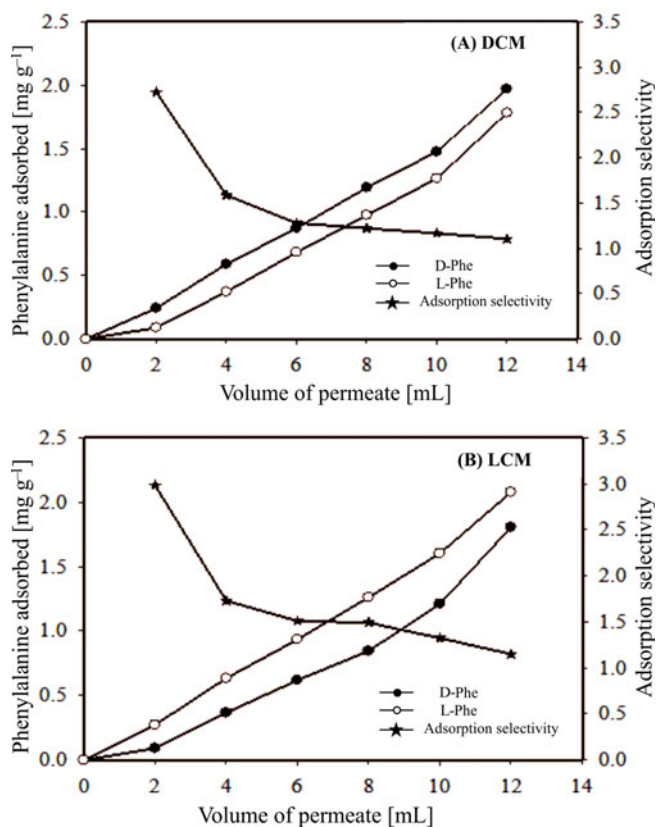 (A) DCM
Phenylalanine adsorbed [mg g⁻¹]
2.5
2.0
1.5
1.0
0.5
0.0
3.5
3.0
2.5
2.0
1.5
1.0
0.5
0.0
Adsorption selectivity
D-Phe
L-Phe
Adsorption selectivity
0 2 4 6 8 10 12 14
Volume of permeate [mL]
(B) LCM
Phenylalanine adsorbed [mg g⁻¹]
2.5
2.0
1.5
1.0
0.5
0.0
3.5
3.0
2.5
2.0
1.5
1.0
0.5
0.0
Adsorption selectivity
D-Phe
L-Phe
Adsorption selectivity
0 2 4 6 8 10 12 14
Volume of permeate [mL]